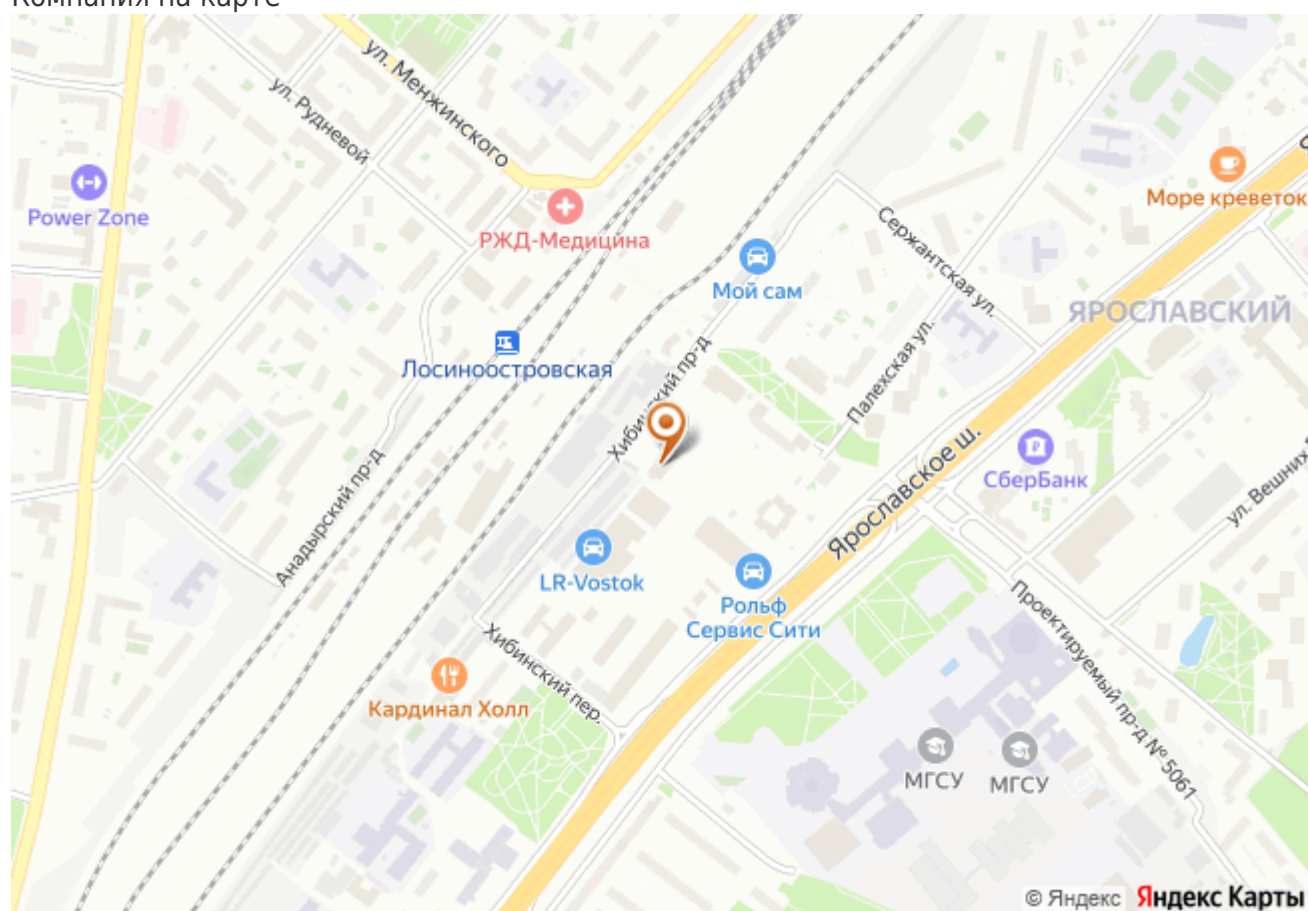 Компания на карте
ул. Менжинского
ул. Рудневой
Power Zone
РЖД-Медицина
Море креветок
Сержантская ул.
Мой сам
ЯРОСЛАВСКИЙ
Лосиноостровская
Палехская ул.
Хибинский пр-д
СберБанк
Ярославское ш.
ул. Вешних
Анадырский пр-д
LR-Vostok
Рольф
Сервис Сити
Проектируемый пр-д № 5061
Хибинский пер.
Кардинал Холл
МГСУ
МГСУ
© Яндекс Яндекс Карты